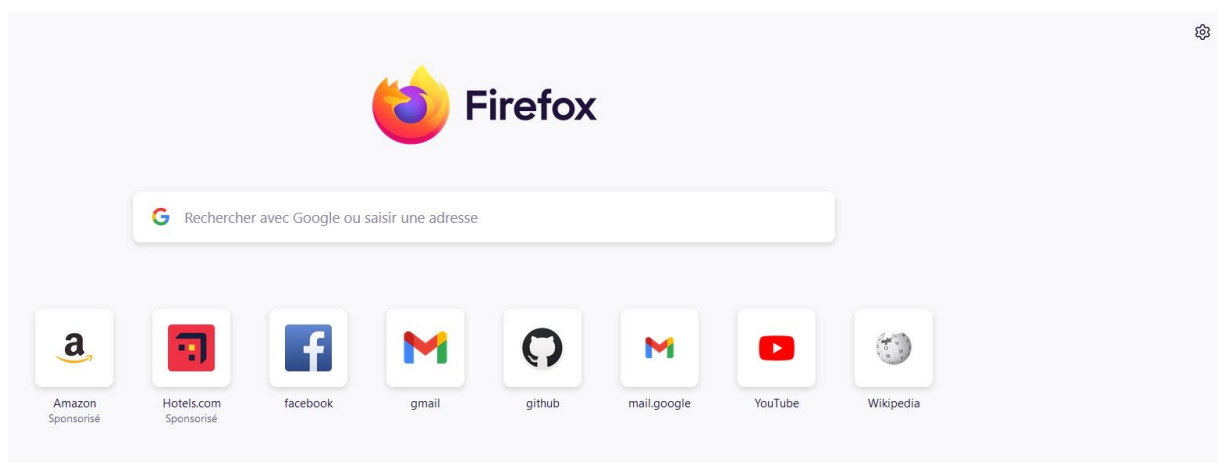 Firefox
Rechercher avec Google ou saisir une adresse
Amazon
Sponsorisé
Hotels.com
Sponsorisé
facebook
gmail
github
mail.google
YouTube
Wikipedia